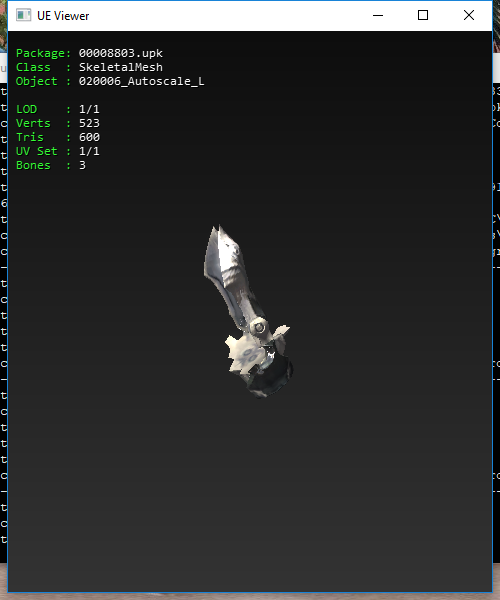 UE Viewer
Package: 00008803.upk
Class : SkeletalMesh
Object : 020006_Autoscale_L
LOD : 1/1
Verts : 523
Tris : 600
UV Set : 1/1
Bones : 3